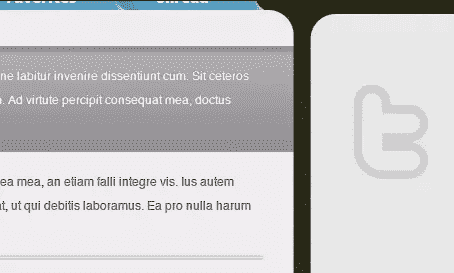 ne labitur invenire dissentiunt cum. Sit ceteros
. Ad virtute percipit consequat mea, doctus
ea mea, an etiam falli integre vis. Ius autem
t, ut qui debitis laboramus. Ea pro nulla harum